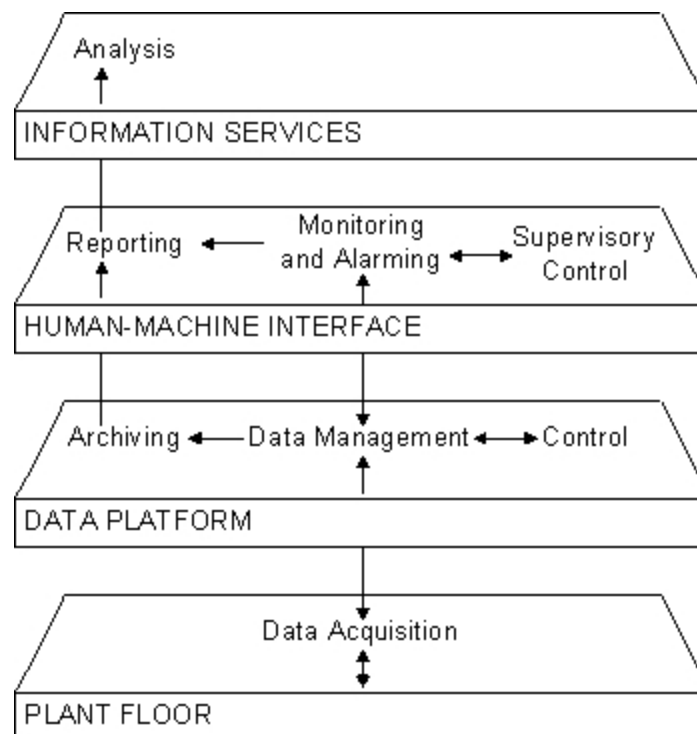 Analysis
INFORMATION SERVICES
Reporting
Monitoring
and Alarming
Supervisory
Control
HUMAN-MACHINE INTERFACE
Archiving
Data Management
Control
DATA PLATFORM
Data Acquisition
PLANT FLOOR